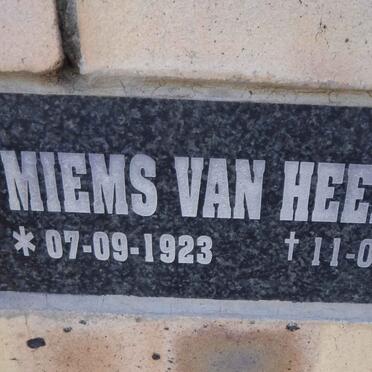 MIEMS VAN HEE
* 07-09-1923 † 11-0